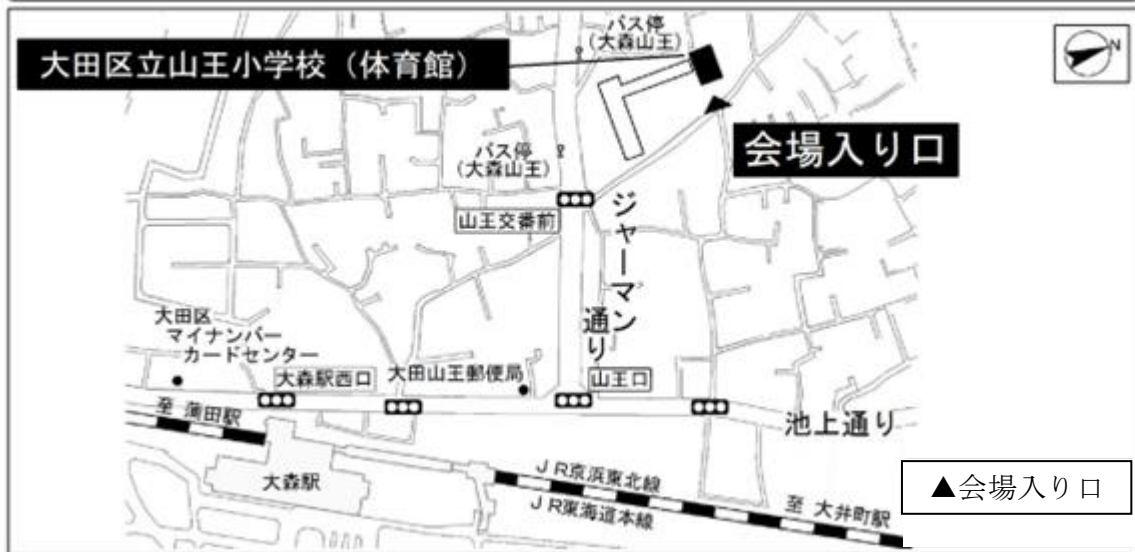 バス停
(大森山王)
大田区立山王小学校（体育館）
N
会場入り口
バス停
(大森山王)
山王交番前
ジャーマン
通り
大田区
マイナンバー
カードセンター
大森駅西口
大田山王郵便局
山王口
池上通り
至 蒲田駅
大森駅
ＪＲ京浜東北線
ＪＲ東海道本線
至 大井町駅
▲会場入り口